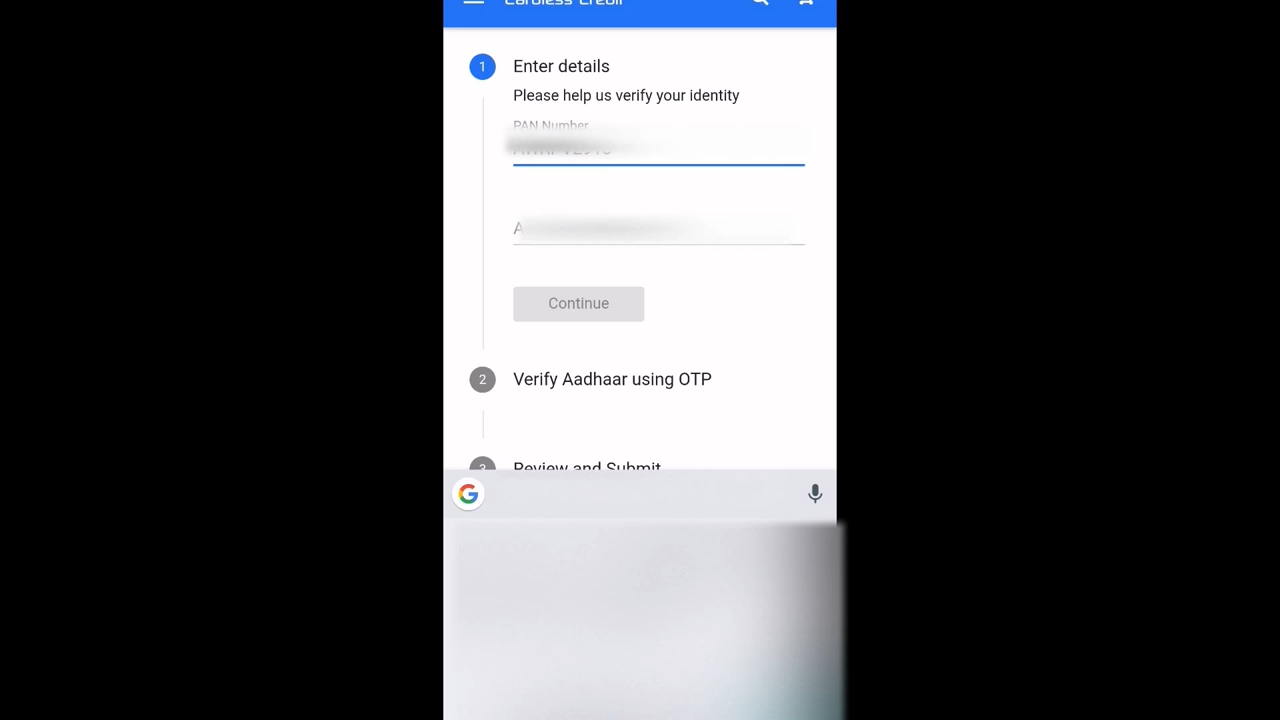 Cardless Credit
1 Enter details
Please help us verify your identity
PAN Number
A
Continue
2 Verify Aadhaar using OTP
3 Review and Submit